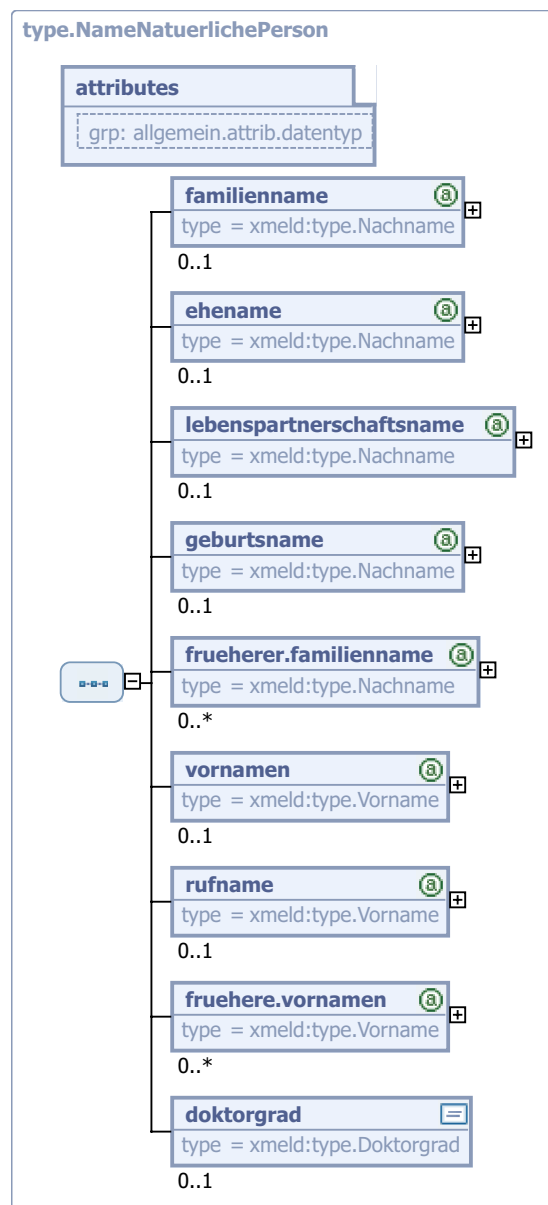 type.NameNatuerlichePerson
attributes
grp: allgemein.attrib.datentyp
familienname @
type = xmeld:type.Nachname
0..1
ehename @
type = xmeld:type.Nachname
0..1
lebenspartnerschaftsname @
type = xmeld:type.Nachname
0..1
geburtsname @
type = xmeld:type.Nachname
0..1
frueherer.familienname @
type = xmeld:type.Nachname
0..*
vornamen @
type = xmeld:type.Vorname
0..1
rufname @
type = xmeld:type.Vorname
0..1
fruehere.vornamen @
type = xmeld:type.Vorname
0..*
doktorgrad
type = xmeld:type.Doktorgrad
0..1